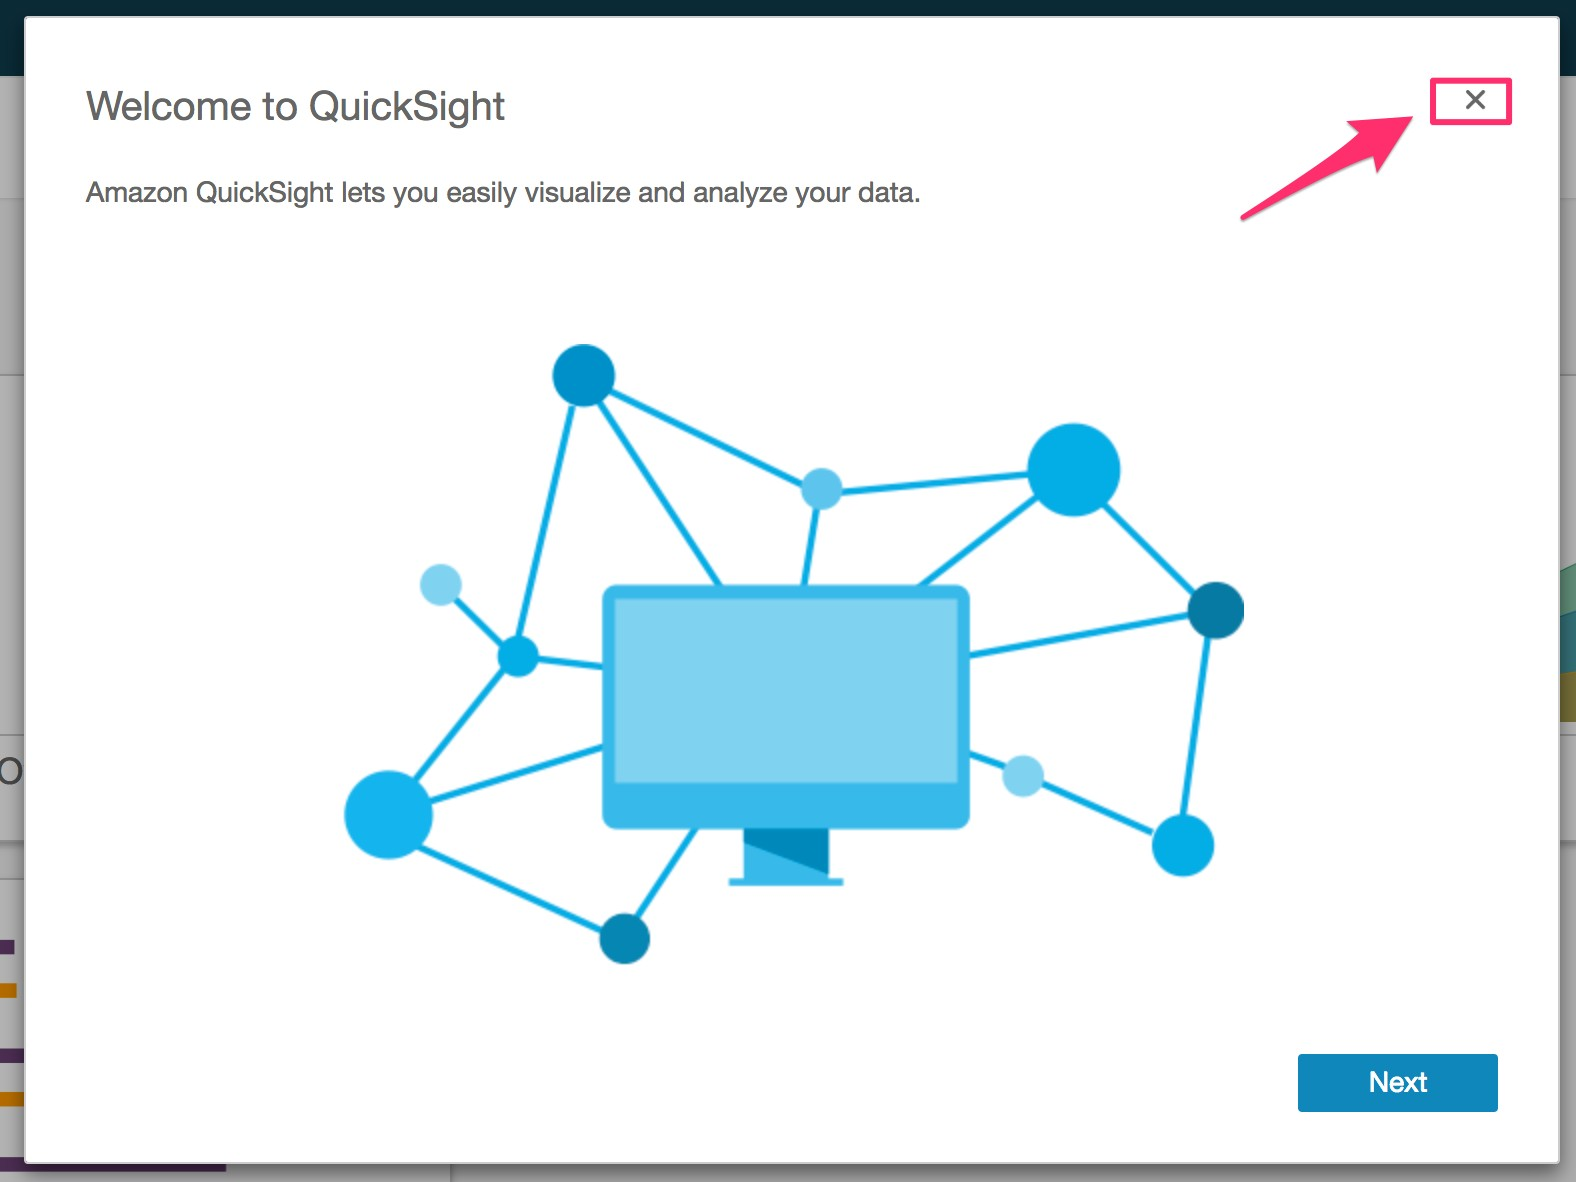 Welcome to QuickSight
Amazon QuickSight lets you easily visualize and analyze your data.
Next